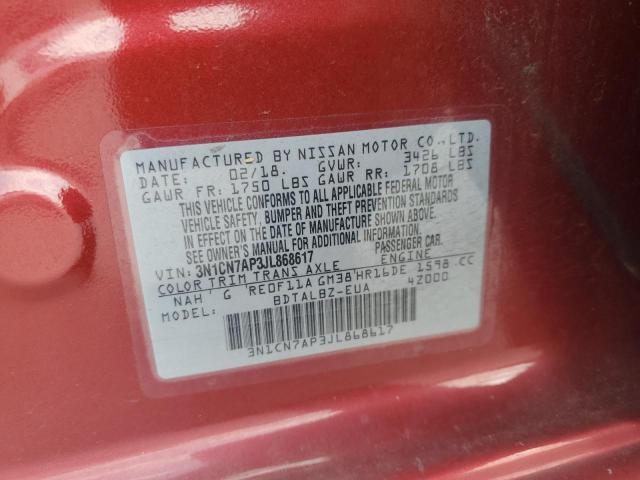 MANUFACTURED BY NISSAN MOTOR CO., LTD.
DATE: 02/18. GVWR: 3426 LBS
GAWR FR: 1750 LBS GAWR RR: 1708 LBS
THIS VEHICLE CONFORMS TO ALL APPLICABLE FEDERAL MOTOR
VEHICLE SAFETY, BUMPER AND THEFT PREVENTION STANDARDS
IN EFFECT ON THE DATE OF MANUFACTURE SHOWN ABOVE.
SEE OWNER'S MANUAL FOR ADDITIONAL INFORMATION.
VIN: 3N1CN7AP3JL868617 PASSENGER CAR.
COLOR TRIM TRANS AXLE ENGINE
NAH G RE0F11A GM38 HR16DE 1598 CC
BDTALBZ-EUA 42000
3N1CN7AP3JL868617